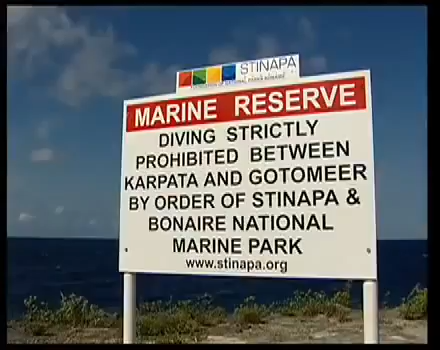 STINAPA
MARINE RESERVE
DIVING STRICTLY
PROHIBITED BETWEEN
KARPATA AND GOTOMEER
BY ORDER OF STINAPA &
BONAIRE NATIONAL
MARINE PARK
www.stinapa.org